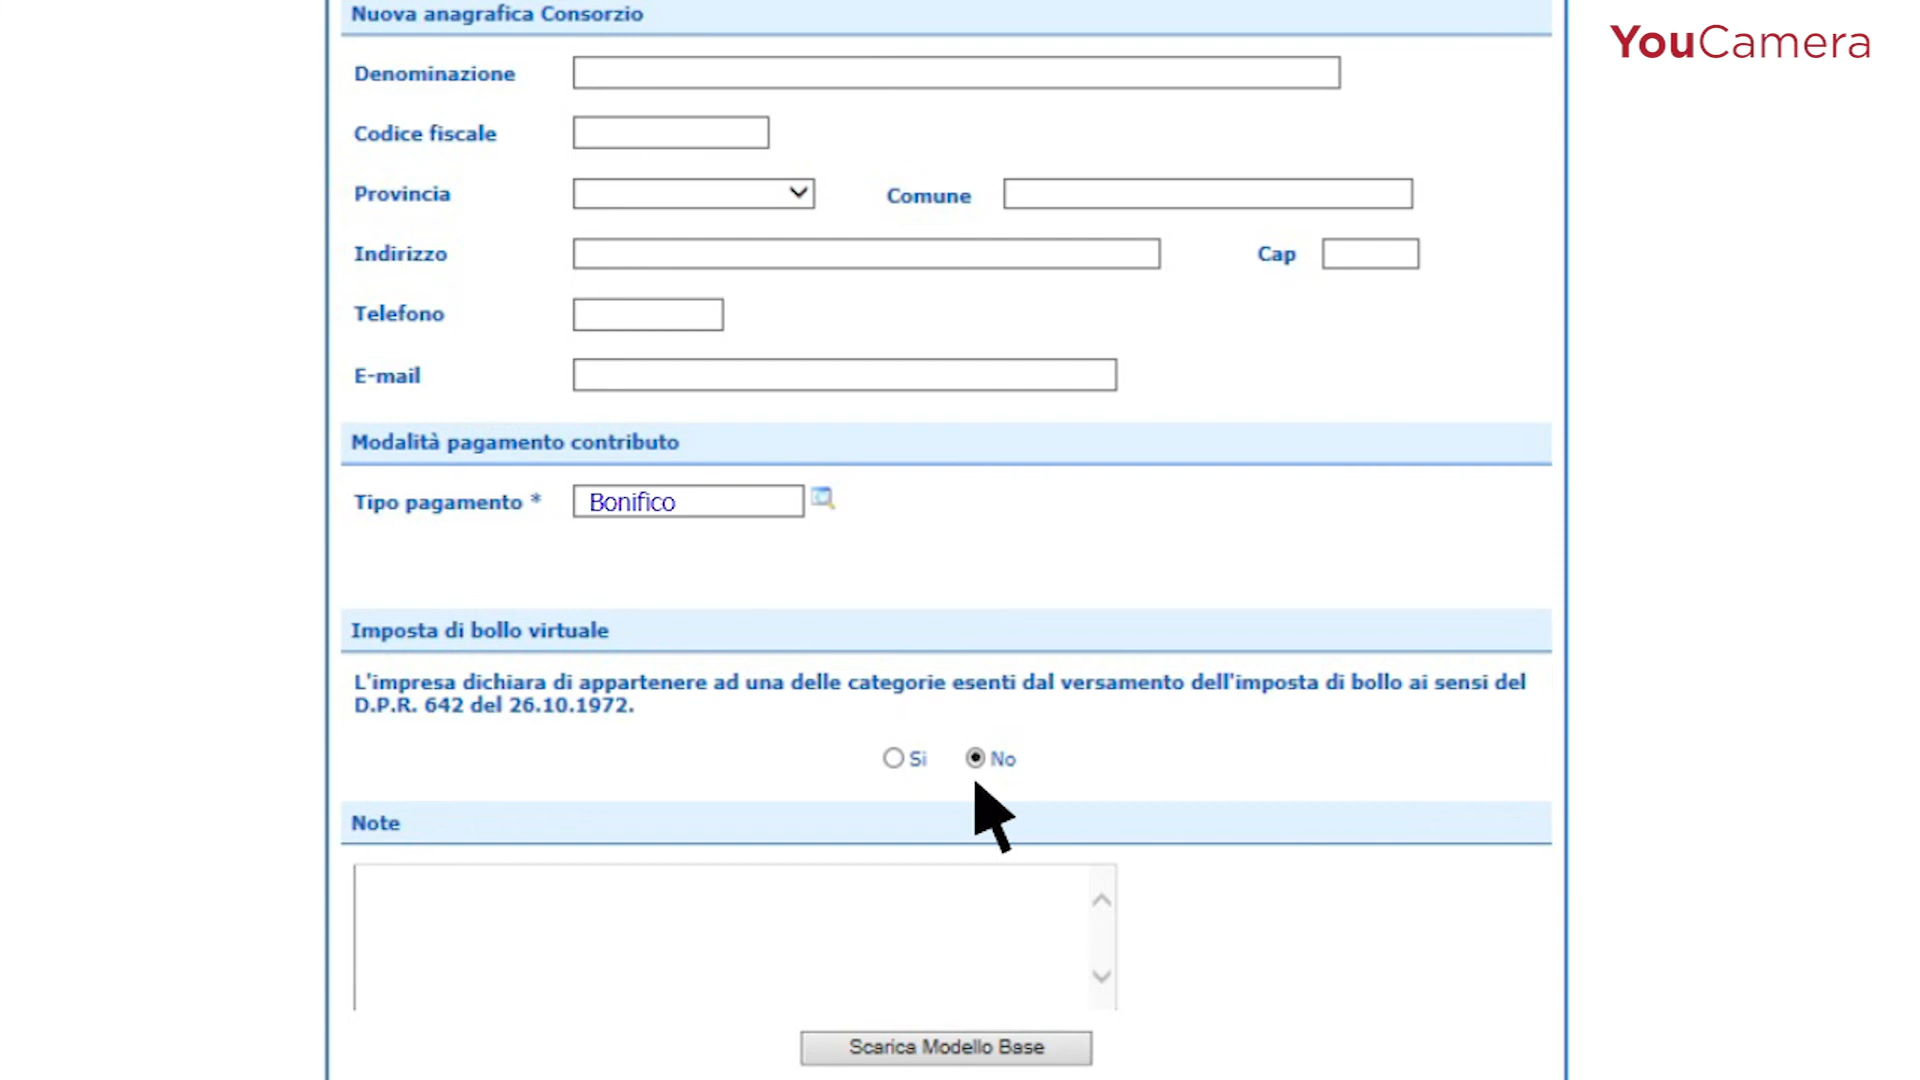 Nuova anagrafica Consorzio
YouCamera
Denominazione
Codice fiscale
Provincia
Comune
Indirizzo
Cap
Telefono
E-mail
Modalità pagamento contributo
Tipo pagamento * Bonifico
Imposta di bollo virtuale
L'impresa dichiara di appartenere ad una delle categorie esenti dal versamento dell'imposta di bollo ai sensi del
D.P.R. 642 del 26.10.1972.
Si No
Note
Scarica Modello Base